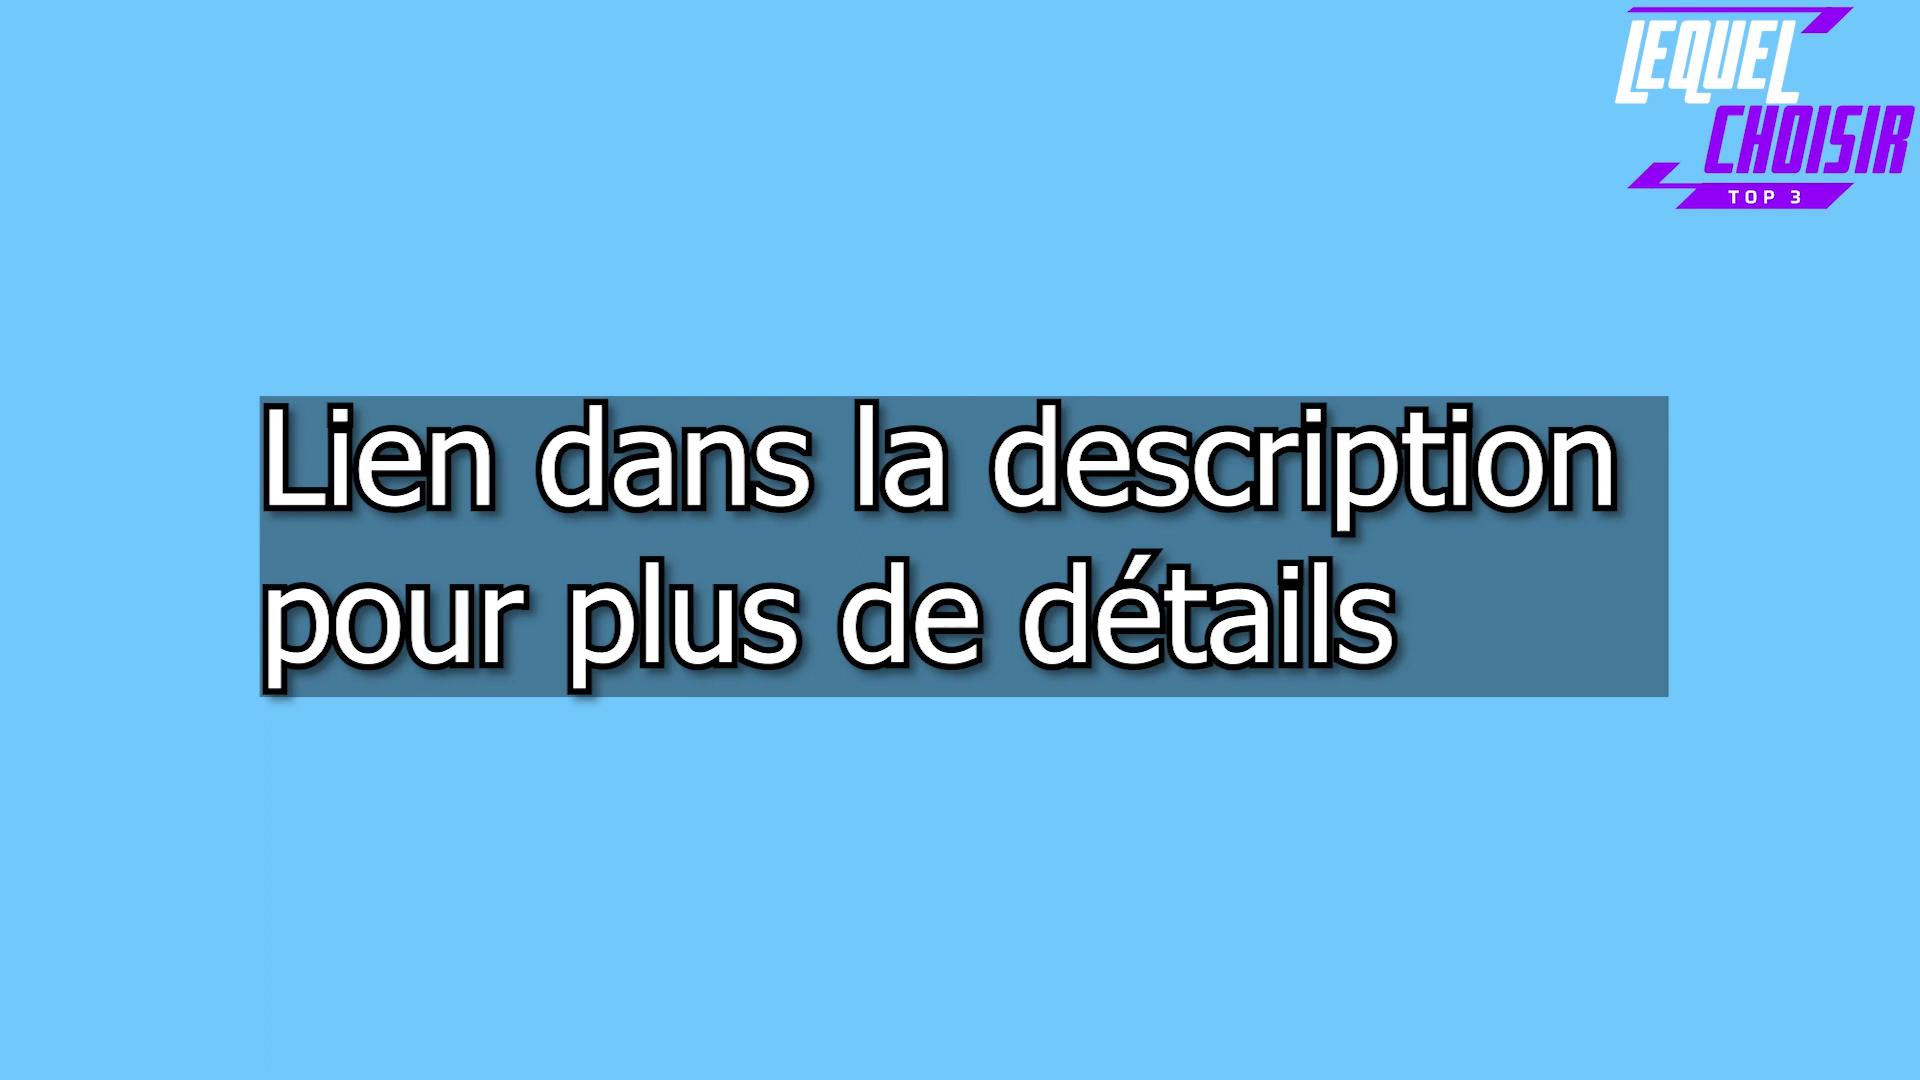 LEQUEL
CHOISIR
TOP 3
Lien dans la description
pour plus de détails